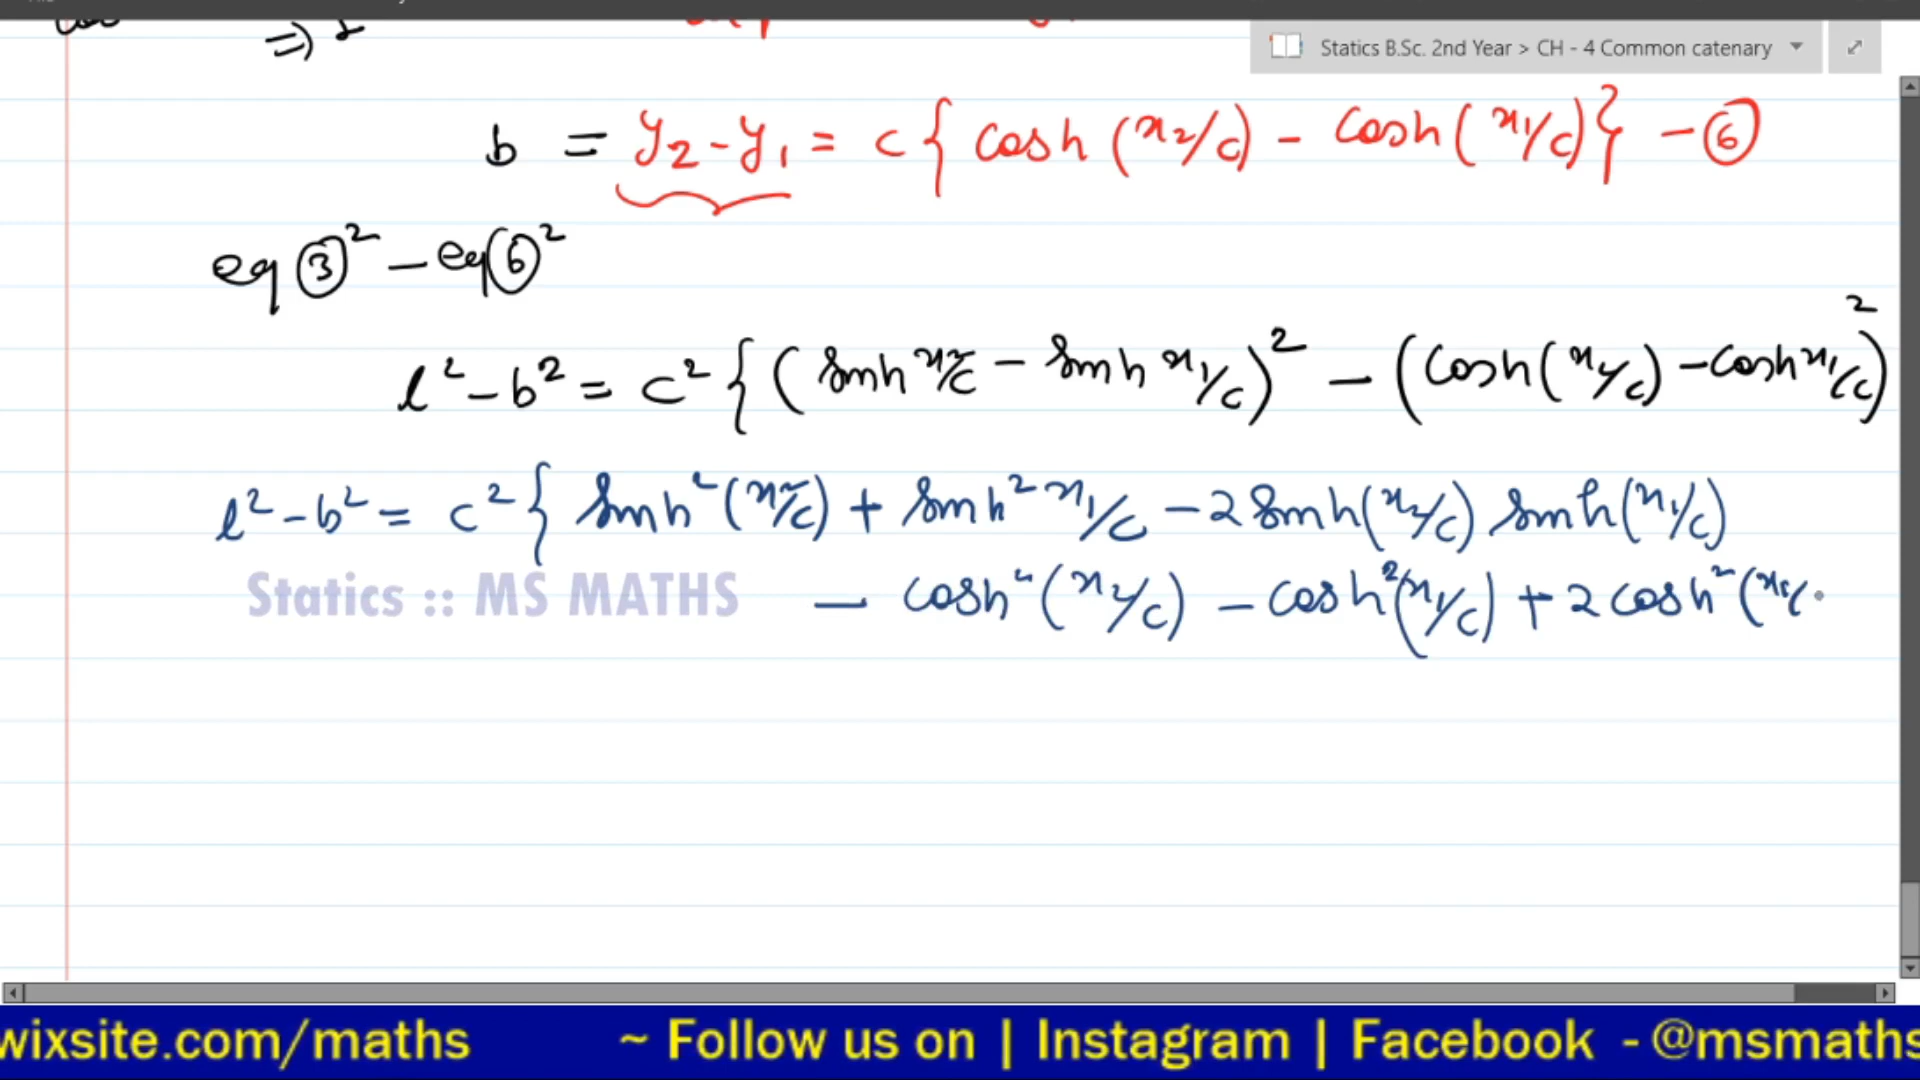 Statics B.Sc. 2nd Year > CH - 4 Common catenary
=>
b = y₂ - y₁ = c { cosh (x₂/c) - cosh (x₁/c) } - ⑥
eq ③² - eq ⑥²
l² - b² = c² { ( sinh x₂/c - sinh x₁/c )² - ( cosh (x₂/c) - cosh x₁/c )²
l² - b² = c² { sinh² (x₂/c) + sinh² x₁/c - 2 sinh (x₂/c) sinh (x₁/c)
- cosh² (x₂/c) - cosh² (x₁/c) + 2 cosh² (
Statics :: MS MATHS
wixsite.com/maths ~ Follow us on | Instagram | Facebook - @msmaths